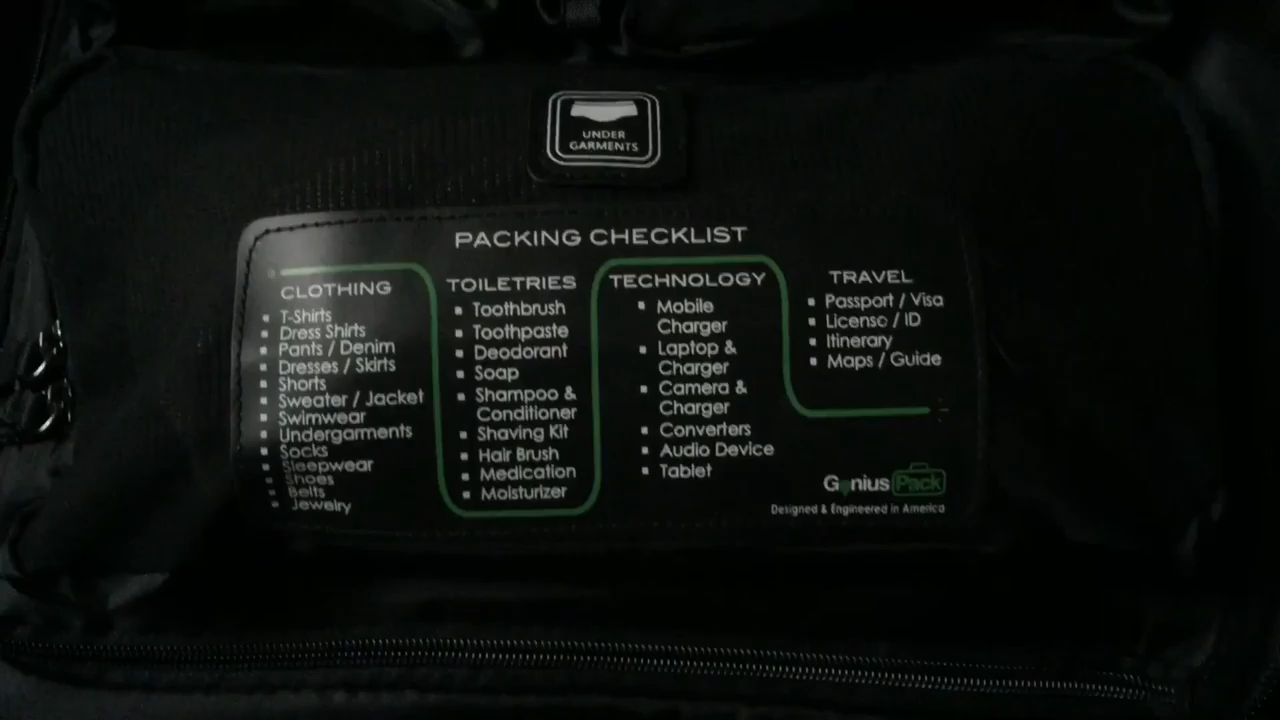 UNDER
GARMENTS
PACKING CHECKLIST
CLOTHING
T-Shirts
Dress Shirts
Pants / Denim
Dresses / Skirts
Shorts
Sweater / Jacket
Swimwear
Undergarments
Socks
Sleepwear
Shoes
Belts
Jewelry
TOILETRIES
Toothbrush
Toothpaste
Deodorant
Soap
Shampoo &
Conditioner
Shaving Kit
Hair Brush
Medication
Moisturizer
TECHNOLOGY
Mobile
Charger
Laptop &
Charger
Camera &
Charger
Converters
Audio Device
Tablet
TRAVEL
Passport / Visa
License / ID
Itinerary
Maps / Guide
Genius Pack
Designed & Engineered in America